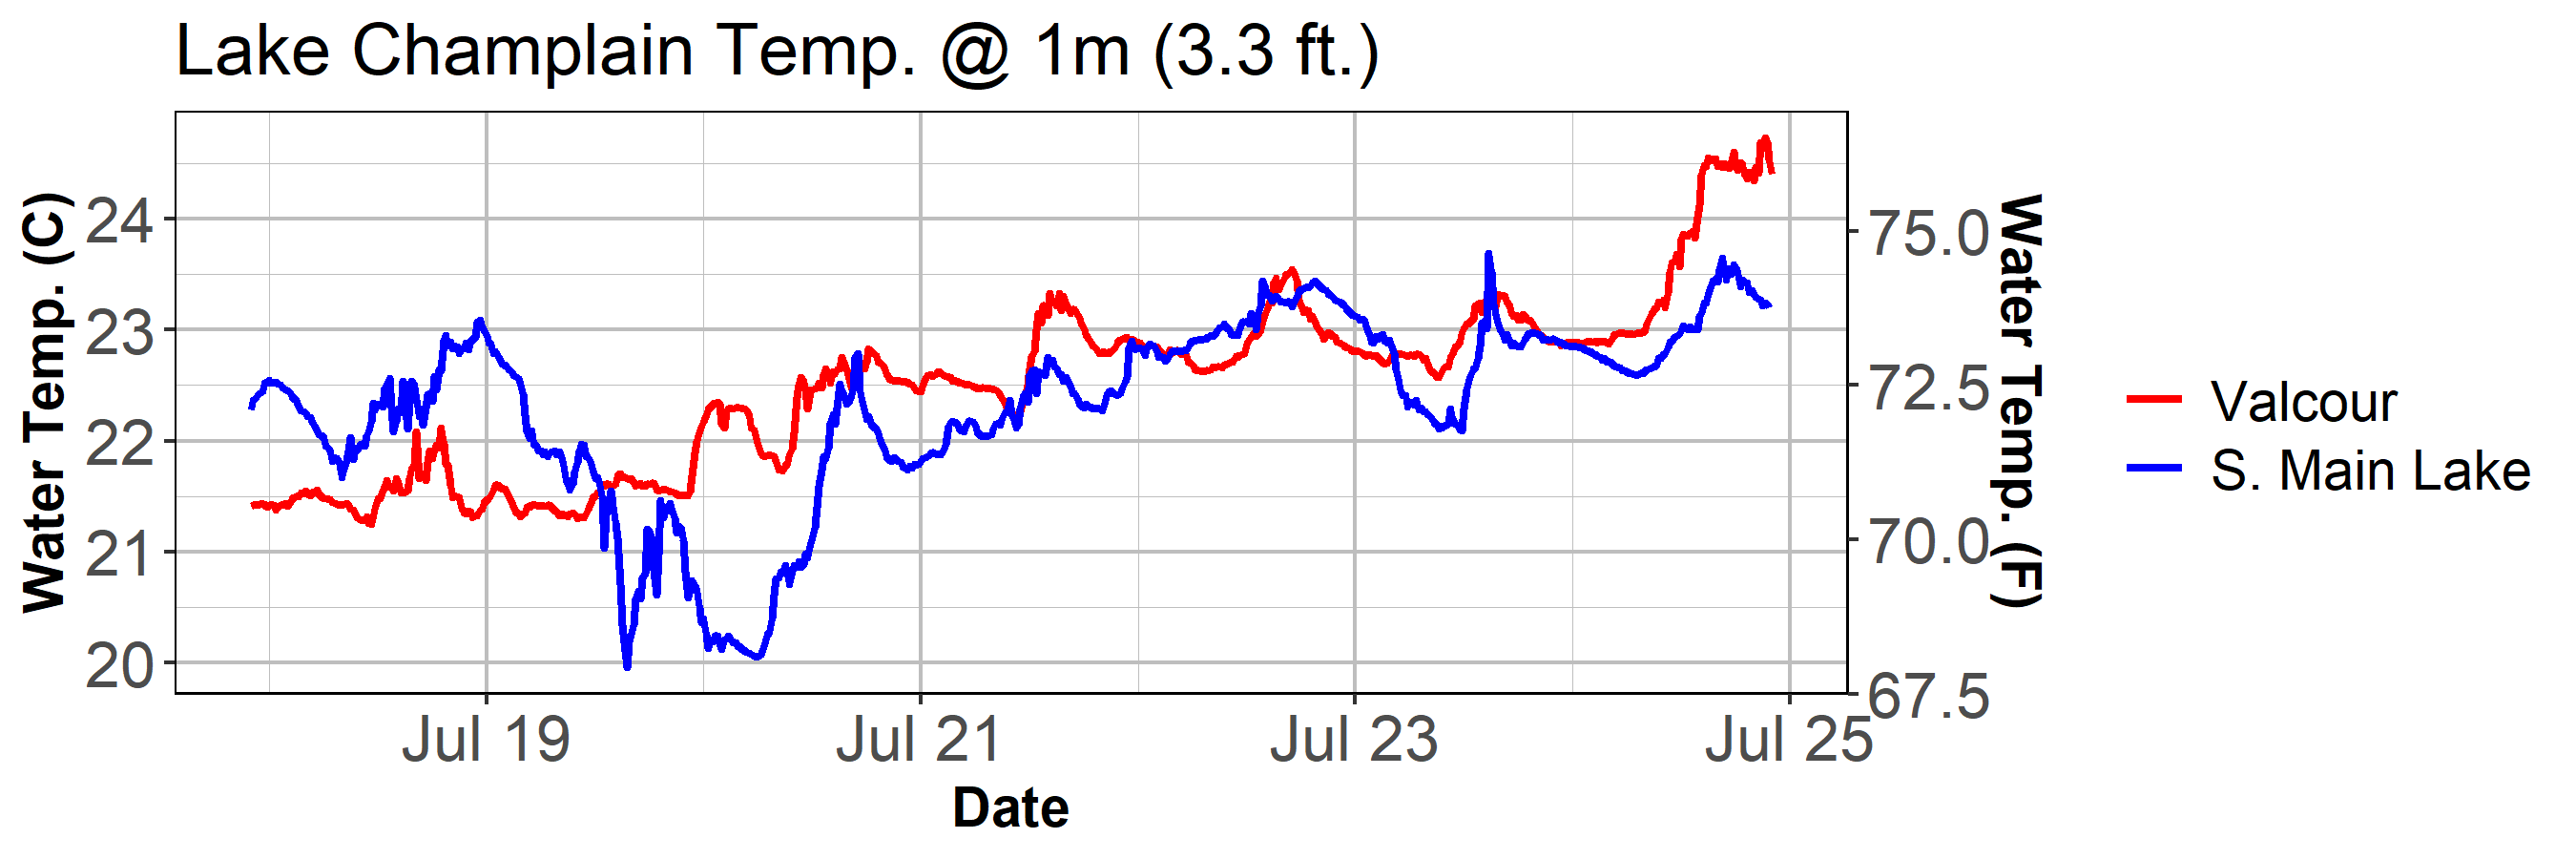 Lake Champlain Temp. @ 1m (3.3 ft.)
Water Temp. (C)
24
23
22
21
20
75.0
72.5
70.0
67.5
Water Temp. (F)
Jul 19
Jul 21
Jul 23
Jul 25
Date
Valcour
S. Main Lake